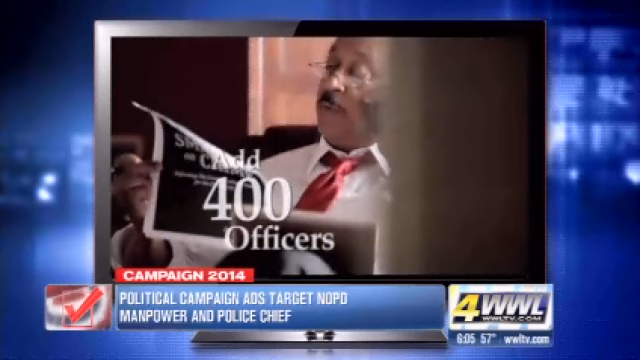 Add
400
Officers
CAMPAIGN 2014
POLITICAL CAMPAIGN ADS TARGET NOPD
MANPOWER AND POLICE CHIEF
4WWL
WWLTV.COM
6:05 57° wwltv.com